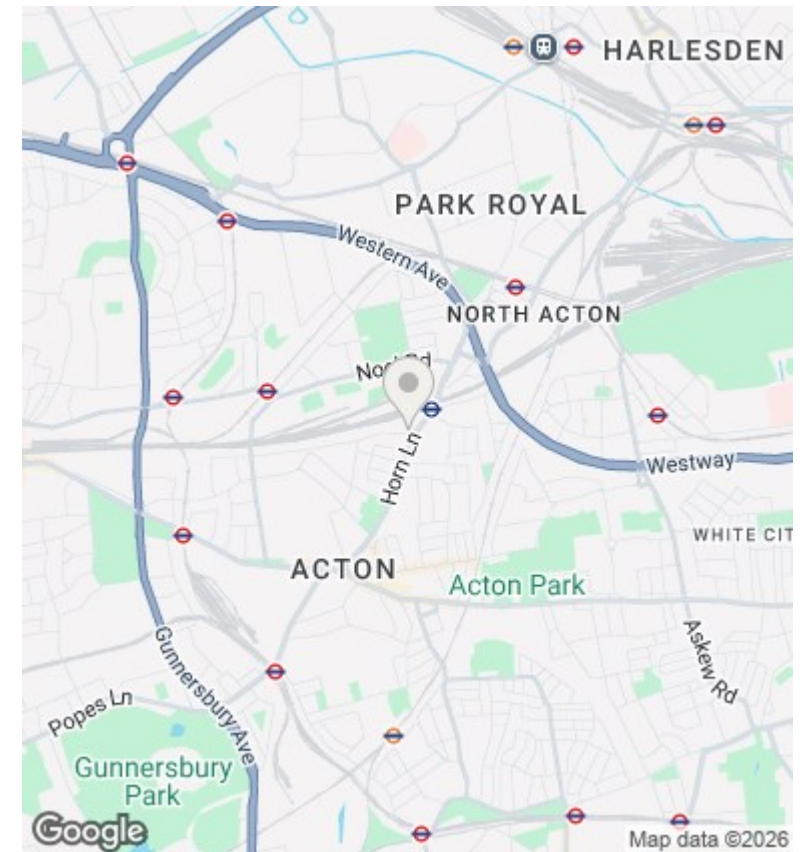 HARLESDEN
PARK ROYAL
Western Ave
NORTH ACTON
Rd
Horn Ln
Westway
WHITE CIT
ACTON
Acton Park
Askew Rd
Gunnersbury Ave
Popes Ln
Gunnersbury
Park
Google
Map data ©2026